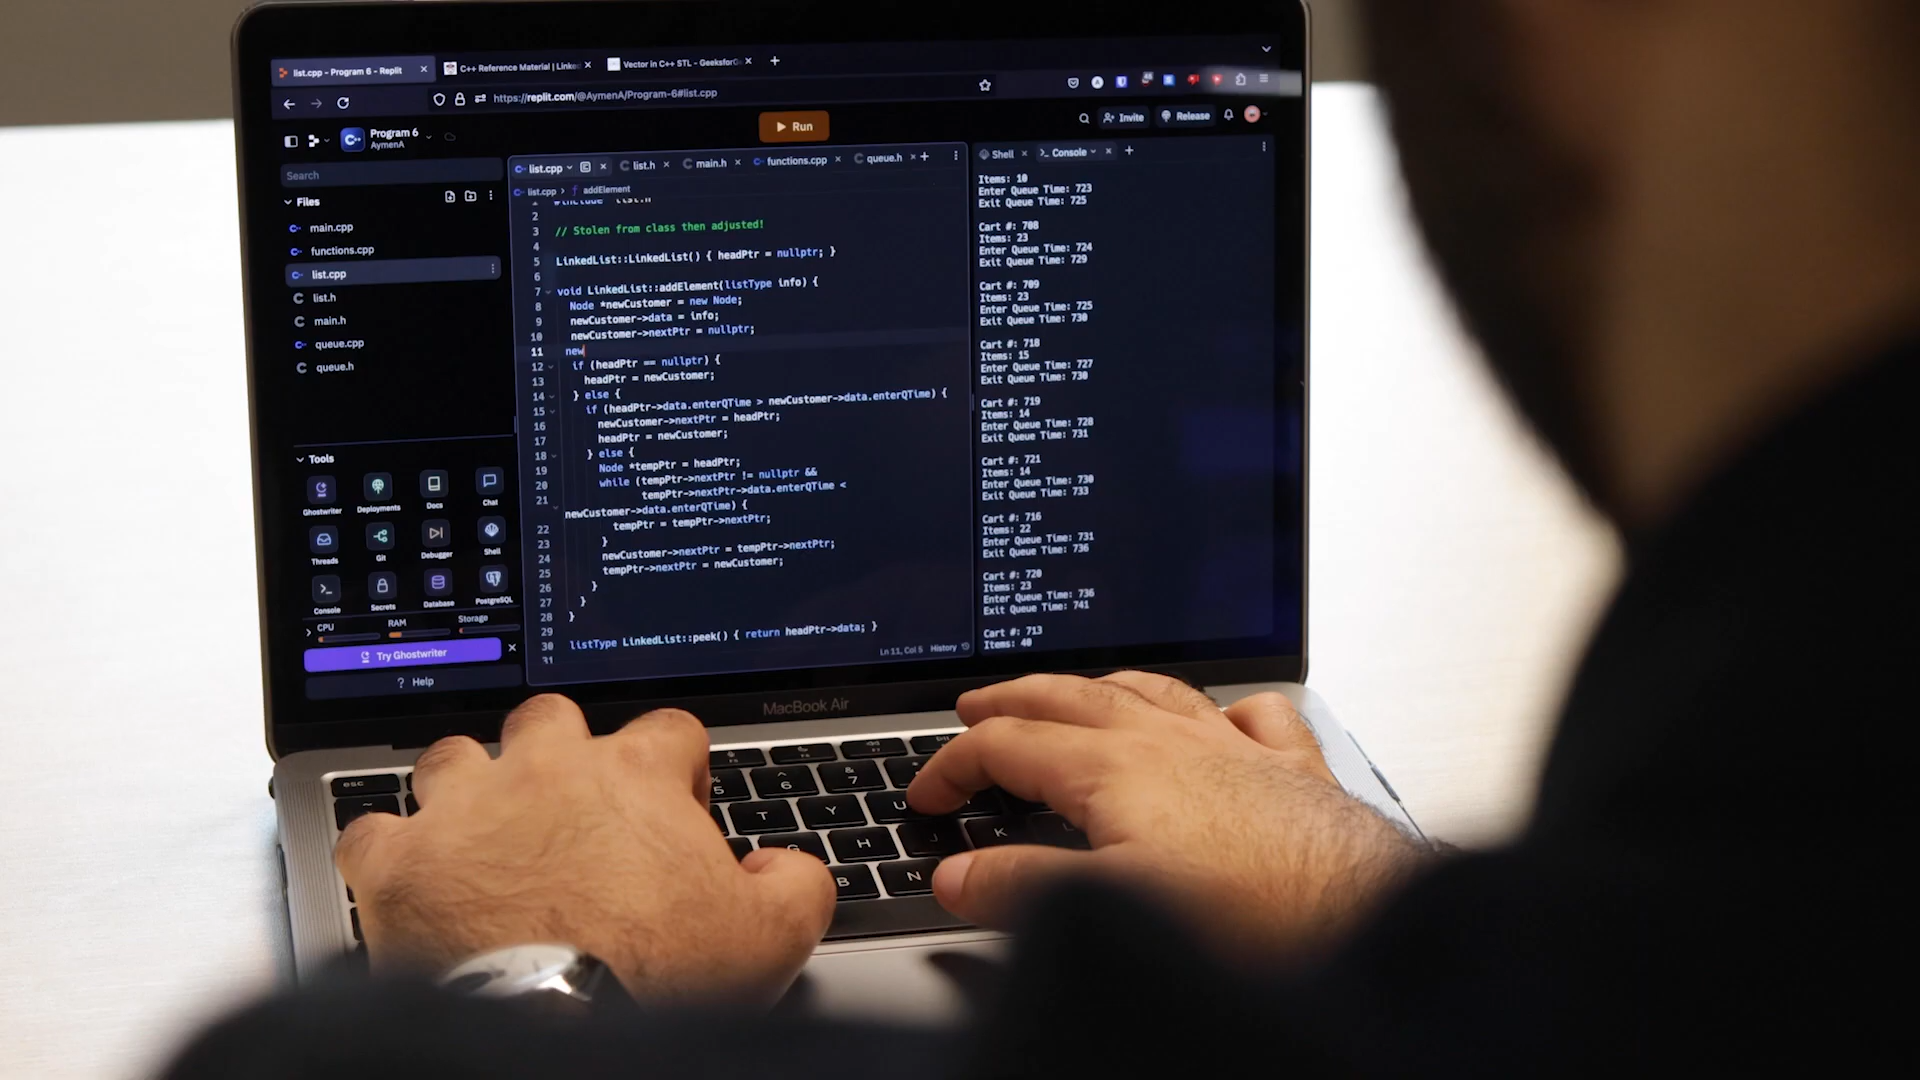 list.cpp - Program 6 - Replit
C++ Reference Material | Linke
Vector in C++ STL - GeeksforGe
https://replit.com/@AymenA/Program-6#list.cpp
Program 6
AymenA
Run
Invite
Release
Search
Files
main.cpp
functions.cpp
list.cpp
list.h
main.h
queue.cpp
queue.h
Tools
Ghostwriter
Deployments
Docs
Chat
Threads
Git
Debugger
Shell
Console
Secrets
Database
PostgreSQL
CPU
RAM
Storage
Try Ghostwriter
? Help
list.cpp
list.h
main.h
functions.cpp
queue.h
list.cpp > f addElement
1 #include "list.h"
2
3 // Stolen from class then adjusted!
4
5 LinkedList::LinkedList() { headPtr = nullptr; }
6
7 void LinkedList::addElement(listType info) {
8 Node *newCustomer = new Node;
9 newCustomer->data = info;
10 newCustomer->nextPtr = nullptr;
11 new
12 if (headPtr == nullptr) {
13 headPtr = newCustomer;
14 } else {
15 if (headPtr->data.enterQTime > newCustomer->data.enterQTime) {
16 newCustomer->nextPtr = headPtr;
17 headPtr = newCustomer;
18 } else {
19 Node *tempPtr = headPtr;
20 while (tempPtr->nextPtr != nullptr &&
21 tempPtr->nextPtr->data.enterQTime <
newCustomer->data.enterQTime) {
22 tempPtr = tempPtr->nextPtr;
23 }
24 newCustomer->nextPtr = tempPtr->nextPtr;
25 tempPtr->nextPtr = newCustomer;
26 }
27 }
28 }
29
30 listType LinkedList::peek() { return headPtr->data; }
31
Ln 11, Col 5 History
Shell
Console
Items: 10
Enter Queue Time: 723
Exit Queue Time: 725
Cart #: 708
Items: 23
Enter Queue Time: 724
Exit Queue Time: 729
Cart #: 709
Items: 23
Enter Queue Time: 725
Exit Queue Time: 730
Cart #: 710
Items: 15
Enter Queue Time: 727
Exit Queue Time: 730
Cart #: 719
Items: 14
Enter Queue Time: 728
Exit Queue Time: 731
Cart #: 721
Items: 14
Enter Queue Time: 730
Exit Queue Time: 733
Cart #: 716
Items: 22
Enter Queue Time: 731
Exit Queue Time: 736
Cart #: 720
Items: 23
Enter Queue Time: 736
Exit Queue Time: 741
Cart #: 713
Items: 40
MacBook Air
esc
5 ^ 6 & 7
T Y U
G H J K L
B N